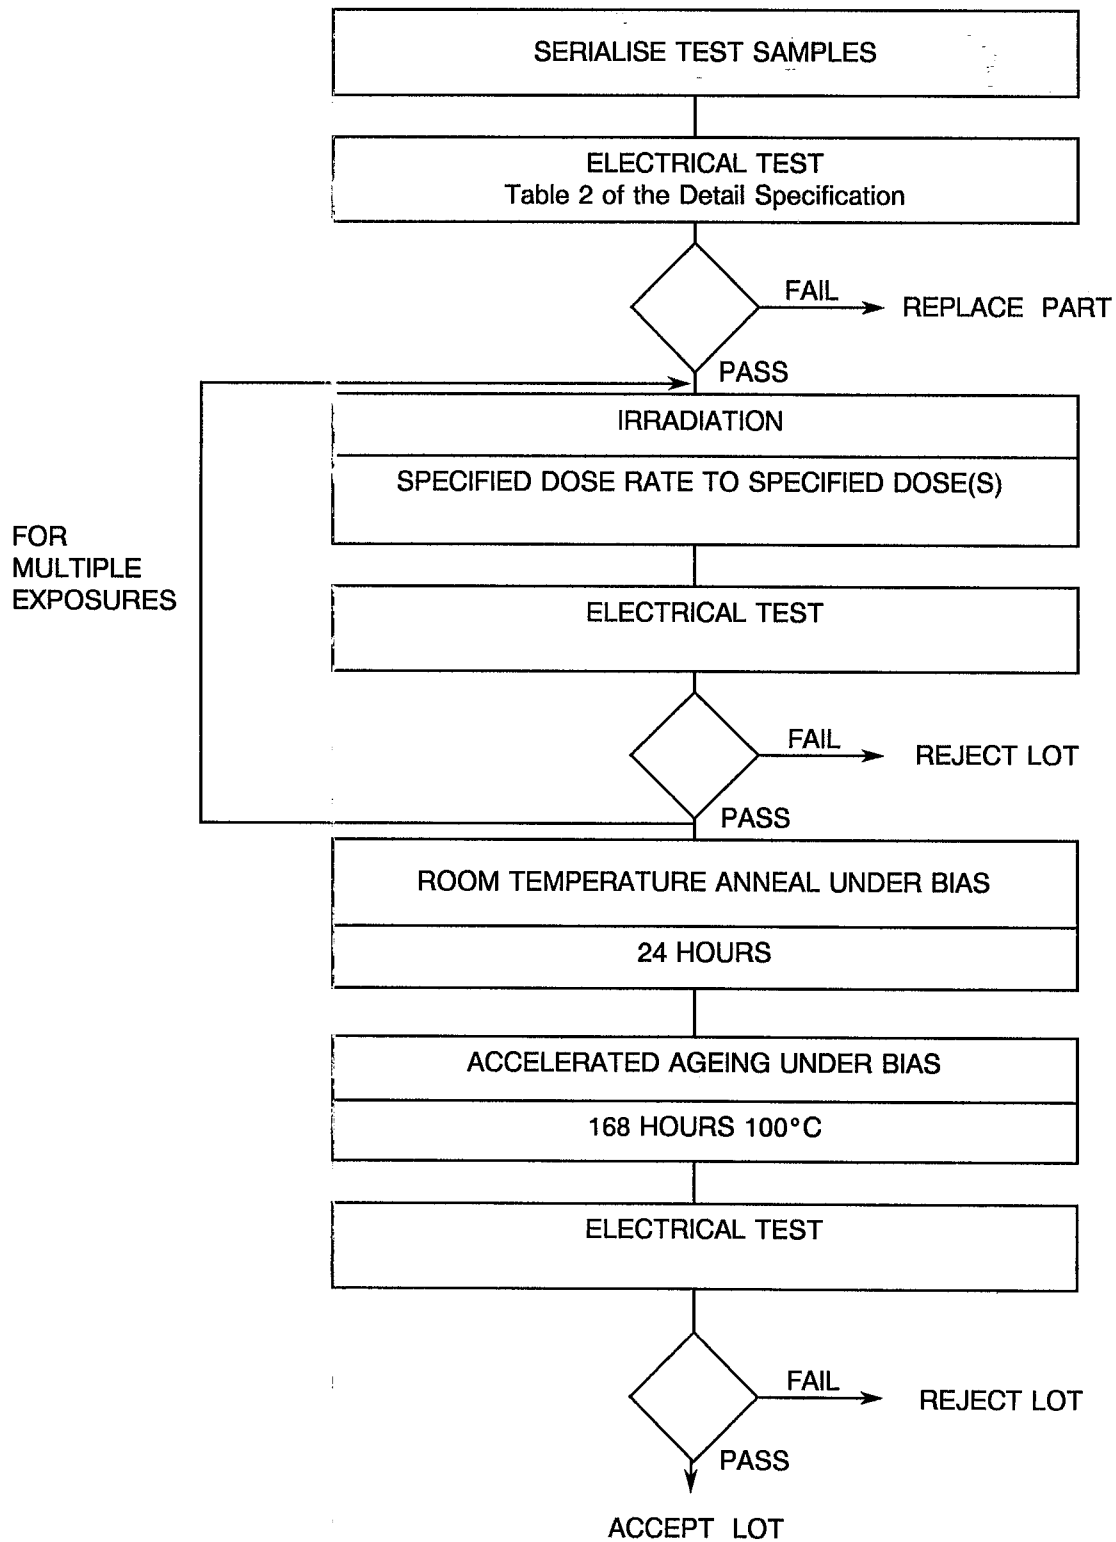 SERIALISE TEST SAMPLES
ELECTRICAL TEST
Table 2 of the Detail Specification
FAIL
REPLACE PART
PASS
IRRADIATION
SPECIFIED DOSE RATE TO SPECIFIED DOSE(S)
FOR
MULTIPLE
EXPOSURES
ELECTRICAL TEST
FAIL
REJECT LOT
PASS
ROOM TEMPERATURE ANNEAL UNDER BIAS
24 HOURS
ACCELERATED AGEING UNDER BIAS
168 HOURS 100°C
ELECTRICAL TEST
FAIL
REJECT LOT
PASS
ACCEPT LOT